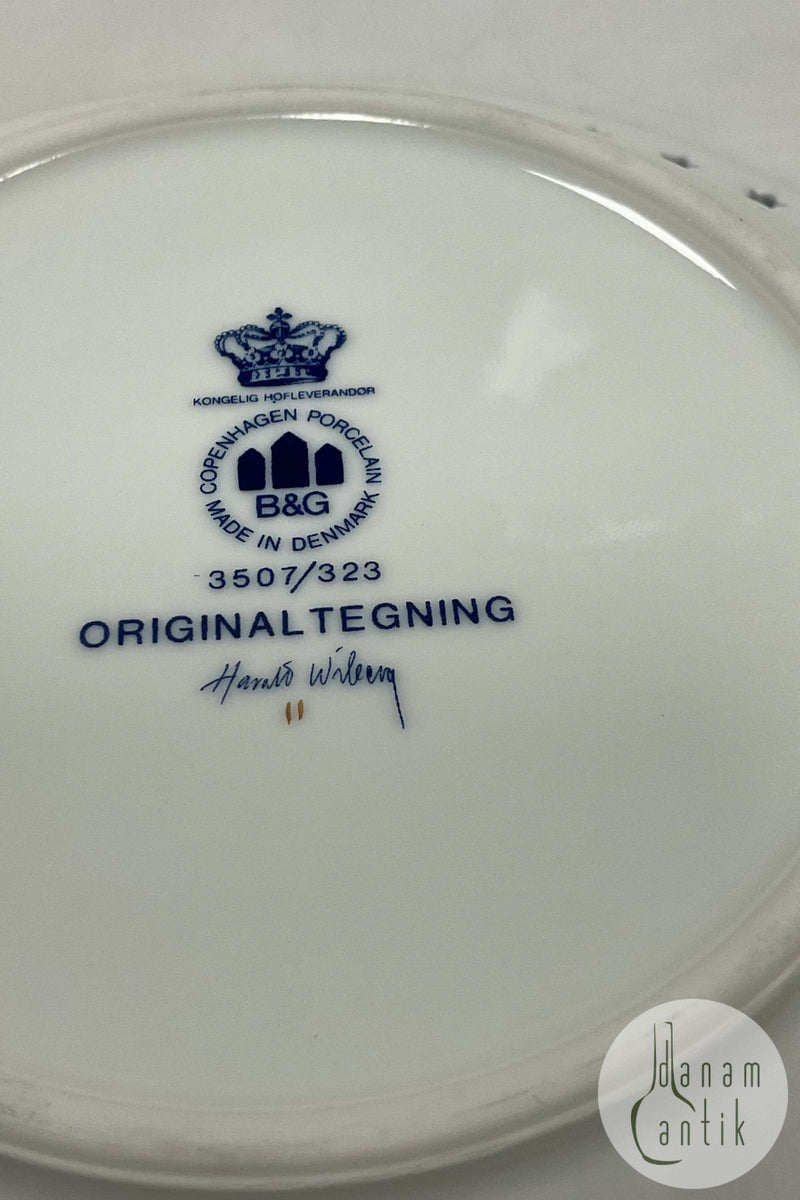 KONGELIG HOFLEVERANDØR
COPENHAGEN PORCELAIN
B&G
MADE IN DENMARK
3507/323
ORIGINALTEGNING
Harald Wiberg
danam
antik